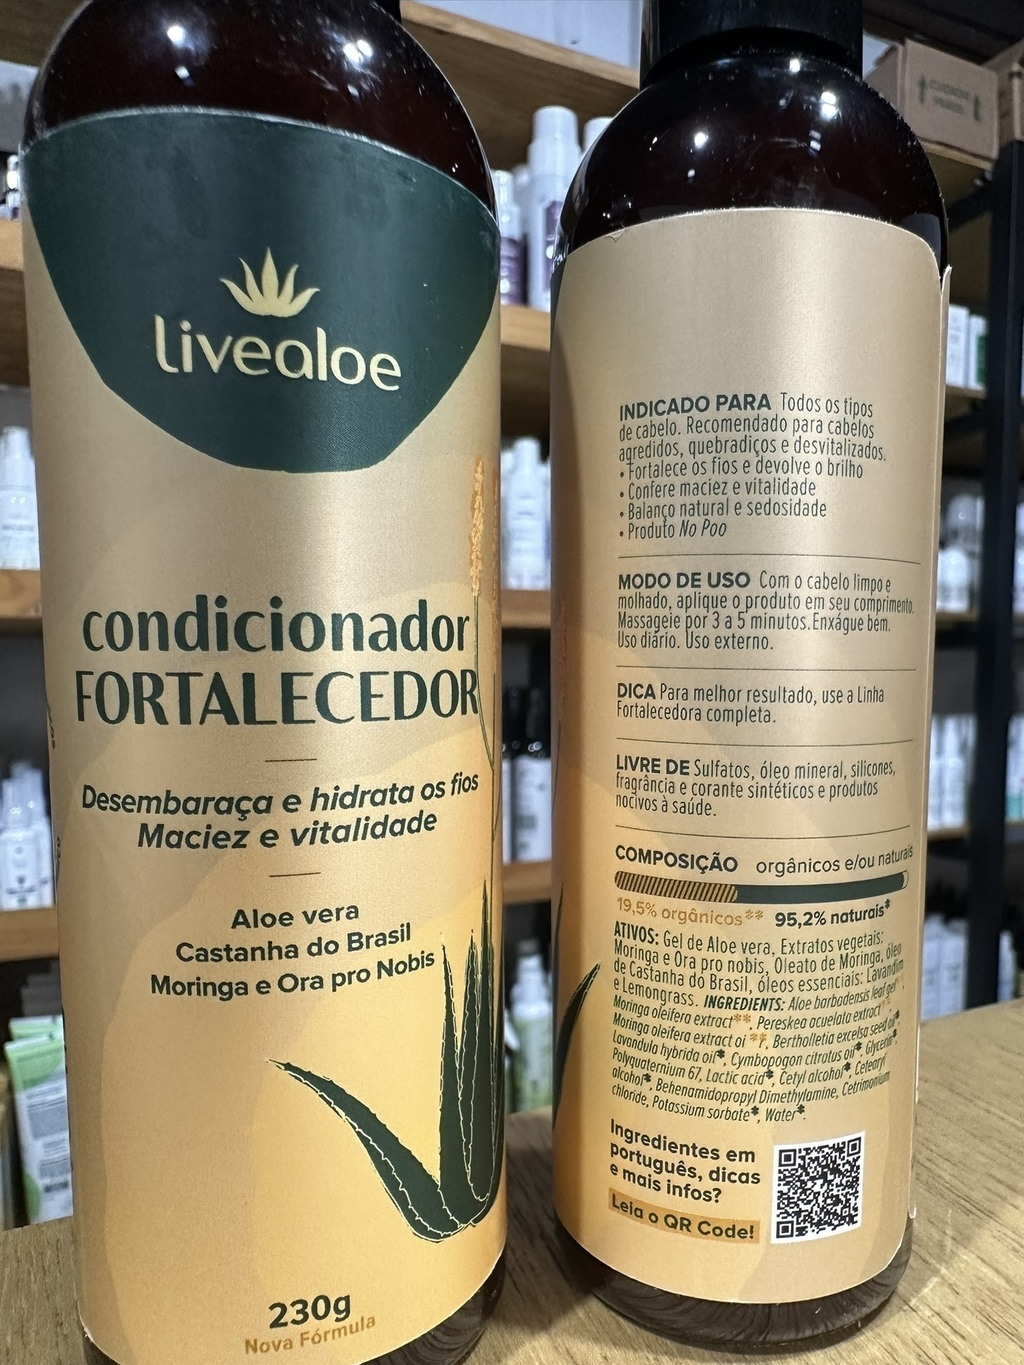 livealoe
condicionador
FORTALECEDOR
Desembaraça e hidrata os fios
Maciez e vitalidade
Aloe vera
Castanha do Brasil
Moringa e Ora pro Nobis
230g
Nova Fórmula
INDICADO PARA Todos os tipos
de cabelo. Recomendado para cabelos
agredidos, quebradiços e desvitalizados.
• Fortalece os fios e devolve o brilho
• Confere maciez e vitalidade
• Balanço natural e sedosidade
• Produto No Poo
MODO DE USO Com o cabelo limpo e
molhado, aplique o produto em seu comprimento.
Massageie por 3 a 5 minutos. Enxágue bem.
Uso diário. Uso externo.
DICA Para melhor resultado, use a Linha
Fortalecedora completa.
LIVRE DE Sulfatos, óleo mineral, silicones,
fragrância e corante sintéticos e produtos
nocivos à saúde.
COMPOSIÇÃO orgânicos e/ou naturais
19,5% orgânicos** 95,2% naturais*
ATIVOS: Gel de Aloe vera, Extratos vegetais:
Moringa e Ora pro nobis, Oleato de Moringa, óleo
de Castanha do Brasil, óleos essenciais: Lavandim
e Lemongrass. INGREDIENTS: Aloe barbadensis leaf gel
Moringa oleifera extract**, Pereskea acuelata extract
Moringa oleifera extract oi **, Bertholletia excelsa seed oil*,
Lavandula hybrida oil*, Cymbopogon citratus oil*, Glycerin*,
Polyquaternium 67, Lactic acid*, Cetyl alcohol*, Cetearyl
alcohol*, Behenamidopropyl Dimethylamine, Cetrimonium
chloride, Potassium sorbate*, Water*.
Ingredientes em
português, dicas
e mais infos?
Leia o QR Code!